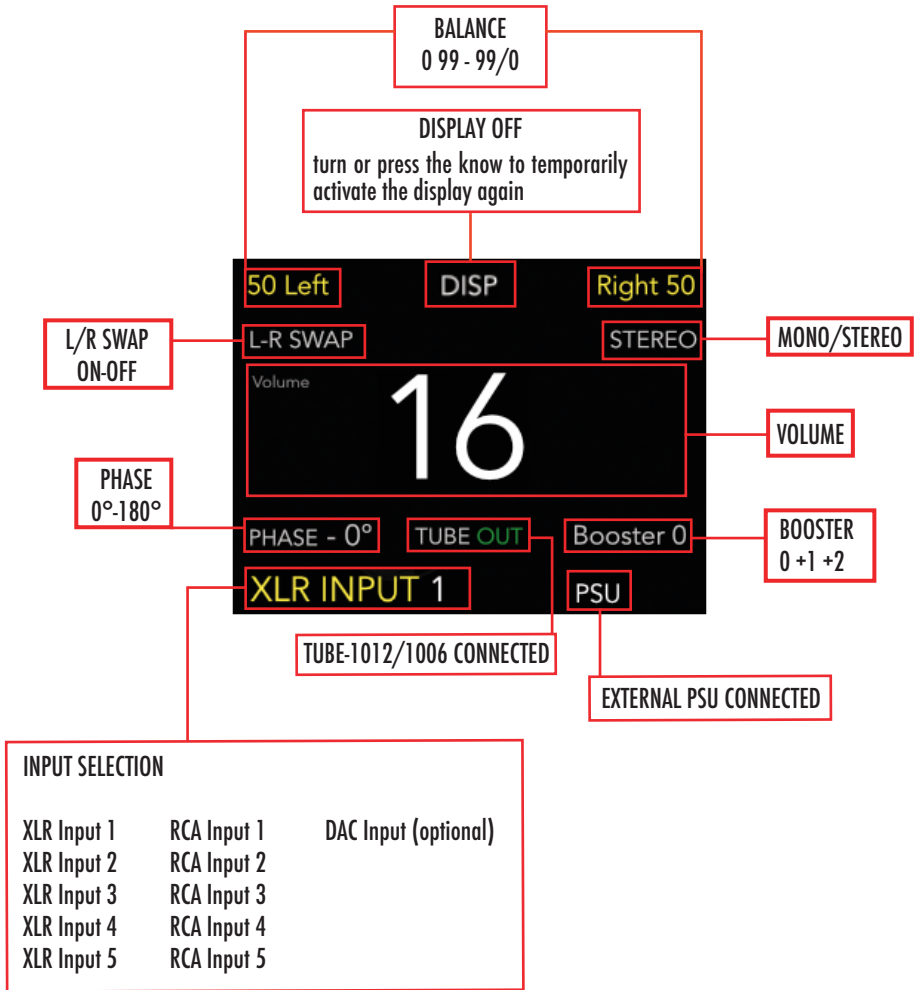 BALANCE
0 99 - 99/0
DISPLAY OFF
turn or press the know to temporarily
activate the display again
50 Left DISP Right 50
L/R SWAP
ON-OFF
L-R SWAP STEREO
MONO/STEREO
Volume
16
VOLUME
PHASE
0°-180°
PHASE - 0° TUBE OUT Booster 0
BOOSTER
0 +1 +2
XLR INPUT 1 PSU
TUBE-1012/1006 CONNECTED
EXTERNAL PSU CONNECTED
INPUT SELECTION
XLR Input 1 RCA Input 1 DAC Input (optional)
XLR Input 2 RCA Input 2
XLR Input 3 RCA Input 3
XLR Input 4 RCA Input 4
XLR Input 5 RCA Input 5